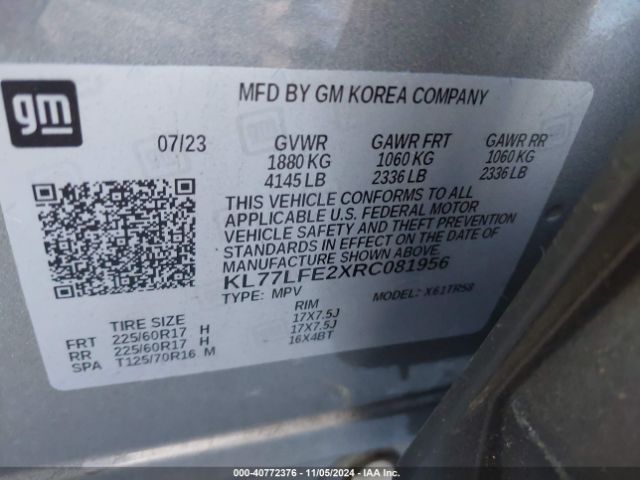 gm
MFD BY GM KOREA COMPANY
07/23 GVWR GAWR FRT GAWR RR
1880 KG 1060 KG 1060 KG
4145 LB 2336 LB 2336 LB
THIS VEHICLE CONFORMS TO ALL
APPLICABLE U.S. FEDERAL MOTOR
VEHICLE SAFETY AND THEFT PREVENTION
STANDARDS IN EFFECT ON THE DATE OF
MANUFACTURE SHOWN ABOVE
KL77LFE2XRC081956
TYPE: MPV MODEL: X61TR58
TIRE SIZE RIM
FRT 225/60R17 H 17X7.5J
RR 225/60R17 H 17X7.5J
SPA T125/70R16 M 16X4BT
000-40772376 - 11/05/2024 - IAA Inc.